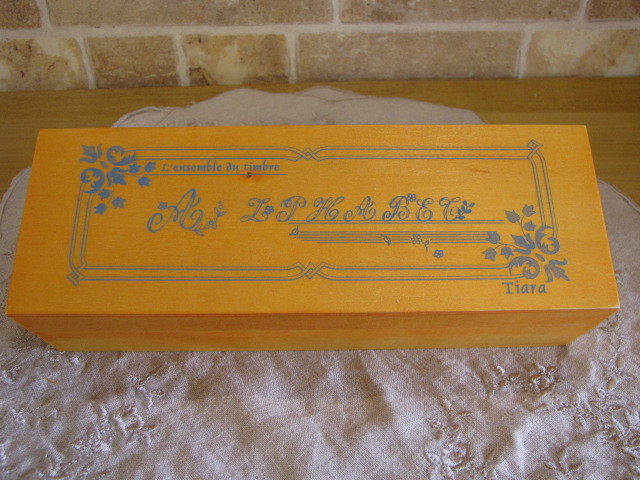 L'ensemble du timbre
ALPHABET
Tiara